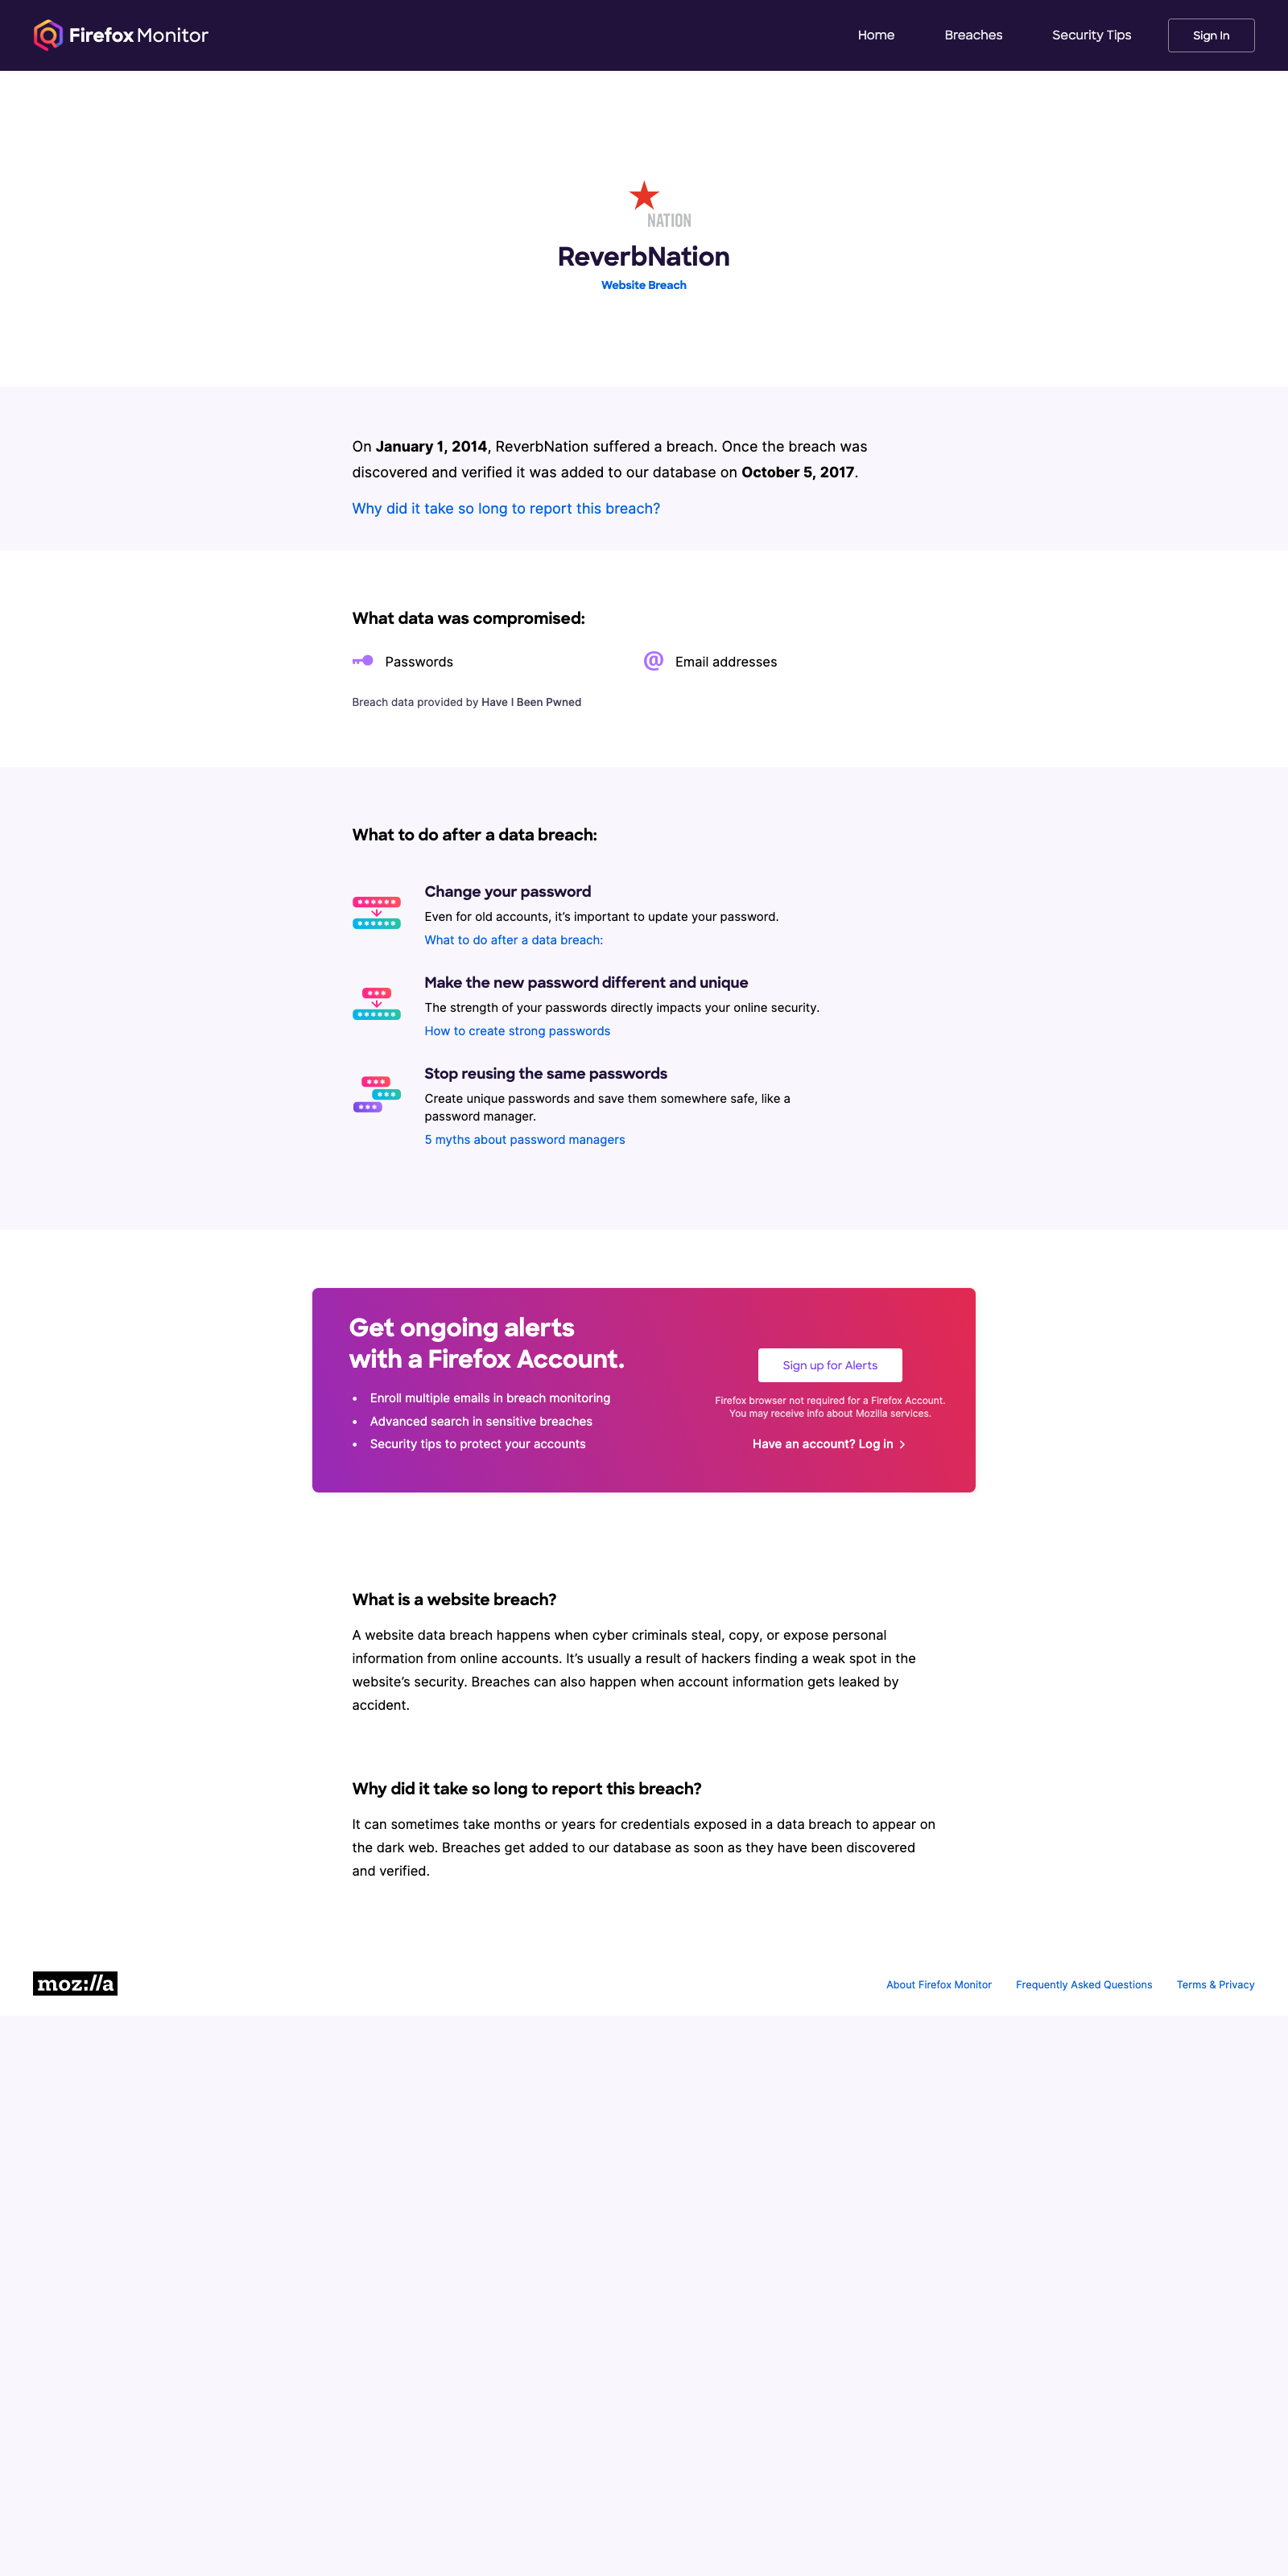 Firefox Monitor
Home
Breaches
Security Tips
Sign In
NATION
ReverbNation
Website Breach
On January 1, 2014, ReverbNation suffered a breach. Once the breach was
discovered and verified it was added to our database on October 5, 2017.
Why did it take so long to report this breach?
What data was compromised:
Passwords
Email addresses
Breach data provided by Have I Been Pwned
What to do after a data breach:
Change your password
Even for old accounts, it’s important to update your password.
What to do after a data breach:
Make the new password different and unique
The strength of your passwords directly impacts your online security.
How to create strong passwords
Stop reusing the same passwords
Create unique passwords and save them somewhere safe, like a
password manager.
5 myths about password managers
Get ongoing alerts
with a Firefox Account.
• Enroll multiple emails in breach monitoring
• Advanced search in sensitive breaches
• Security tips to protect your accounts
Sign up for Alerts
Firefox browser not required for a Firefox Account.
You may receive info about Mozilla services.
Have an account? Log in
What is a website breach?
A website data breach happens when cyber criminals steal, copy, or expose personal
information from online accounts. It’s usually a result of hackers finding a weak spot in the
website’s security. Breaches can also happen when account information gets leaked by
accident.
Why did it take so long to report this breach?
It can sometimes take months or years for credentials exposed in a data breach to appear on
the dark web. Breaches get added to our database as soon as they have been discovered
and verified.
moz://a
About Firefox Monitor
Frequently Asked Questions
Terms & Privacy